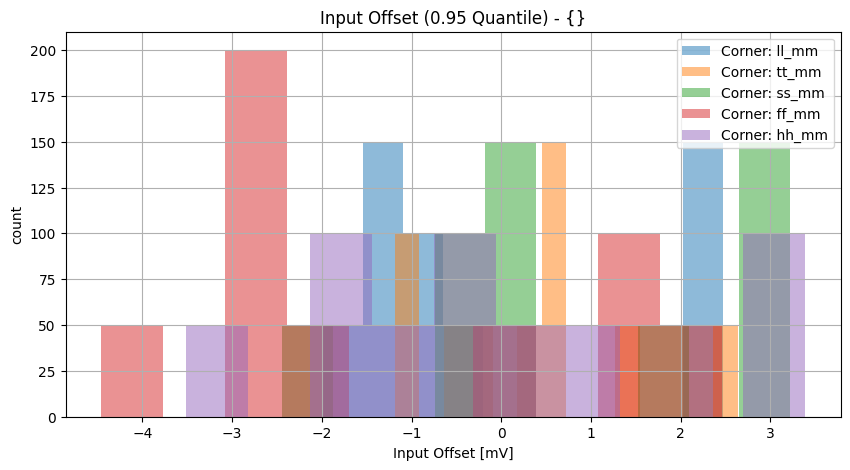 Input Offset (0.95 Quantile) - {}
Corner: ll_mm
Corner: tt_mm
Corner: ss_mm
Corner: ff_mm
Corner: hh_mm
200
175
150
125
100
75
50
25
0
count
−4 −3 −2 −1 0 1 2 3
Input Offset [mV]